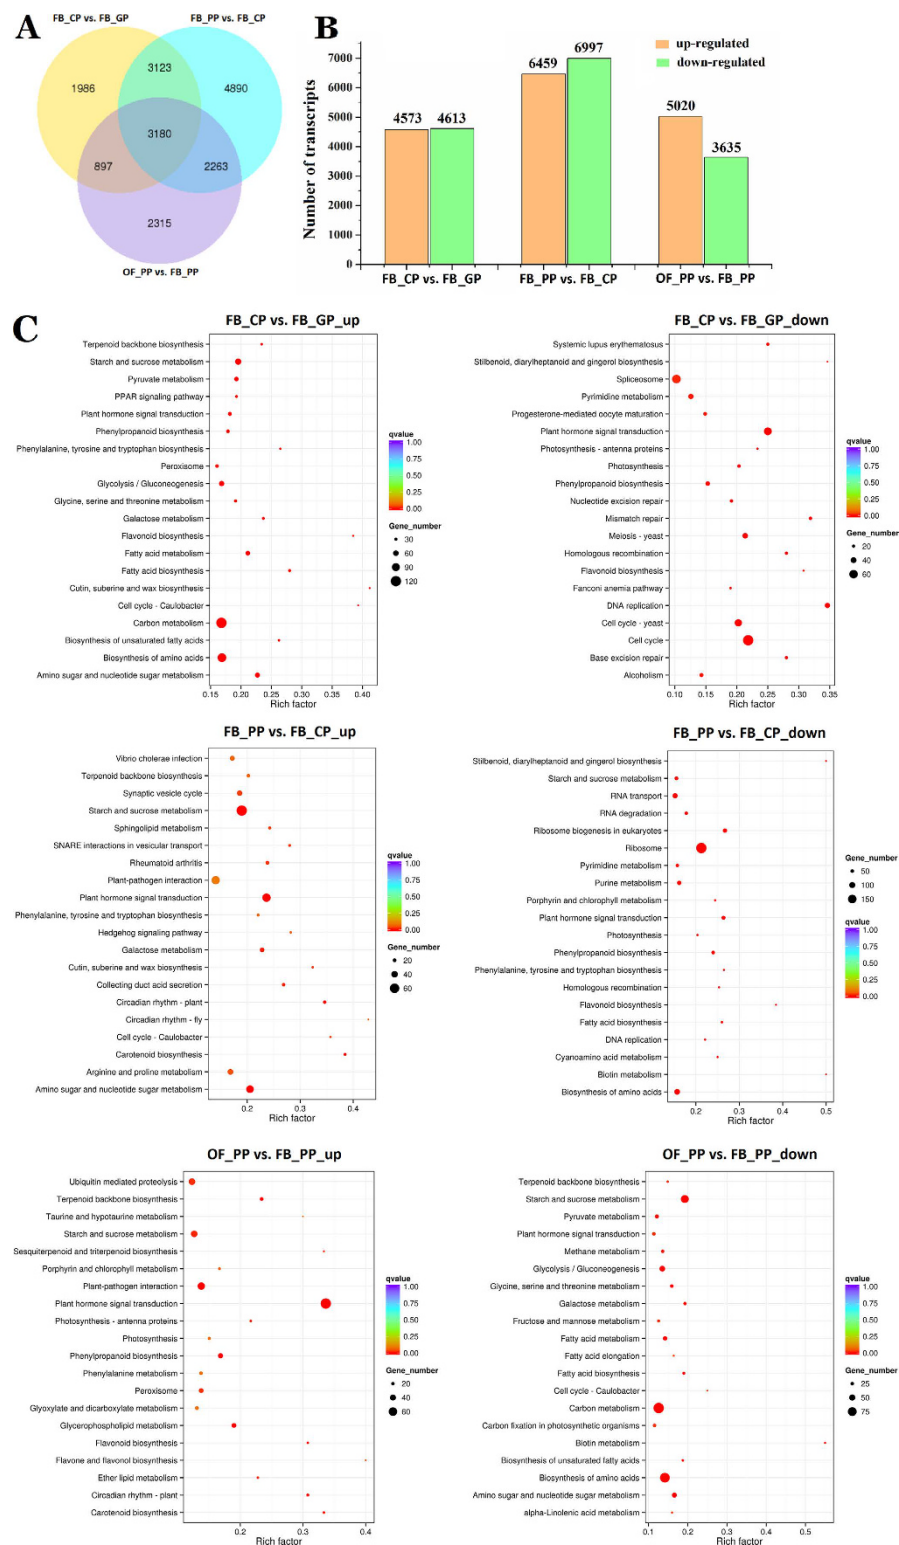 A
FB_CP vs. FB_GP
FB_PP vs. FB_CP
1986
3123
4890
3180
897
2263
2315
OF_PP vs. FB_PP
B
Number of transcripts
7000
6000
5000
4000
3000
2000
1000
0
up-regulated
down-regulated
4573
4613
6459
6997
5020
3635
FB_CP vs. FB_GP
FB_PP vs. FB_CP
OF_PP vs. FB_PP
C
FB_CP vs. FB_GP_up
Terpenoid backbone biosynthesis
Starch and sucrose metabolism
Pyruvate metabolism
PPAR signaling pathway
Plant hormone signal transduction
Phenylpropanoid biosynthesis
Phenylalanine, tyrosine and tryptophan biosynthesis
Peroxisome
Glycolysis / Gluconeogenesis
Glycine, serine and threonine metabolism
Galactose metabolism
Flavonoid biosynthesis
Fatty acid metabolism
Fatty acid biosynthesis
Cutin, suberine and wax biosynthesis
Cell cycle - Caulobacter
Carbon metabolism
Biosynthesis of unsaturated fatty acids
Biosynthesis of amino acids
Amino sugar and nucleotide sugar metabolism
0.15 0.20 0.25 0.30 0.35 0.40
Rich factor
qvalue
1.00
0.75
0.50
0.25
0.00
Gene_number
30
60
90
120
FB_CP vs. FB_GP_down
Systemic lupus erythematosus
Stilbenoid, diarylheptanoid and gingerol biosynthesis
Spliceosome
Pyrimidine metabolism
Progesterone-mediated oocyte maturation
Plant hormone signal transduction
Photosynthesis - antenna proteins
Photosynthesis
Phenylpropanoid biosynthesis
Nucleotide excision repair
Mismatch repair
Meiosis - yeast
Homologous recombination
Flavonoid biosynthesis
Fanconi anemia pathway
DNA replication
Cell cycle - yeast
Cell cycle
Base excision repair
Alcoholism
0.10 0.15 0.20 0.25 0.30 0.35
Rich factor
qvalue
1.00
0.75
0.50
0.25
0.00
Gene_number
20
40
60
FB_PP vs. FB_CP_up
Vibrio cholerae infection
Terpenoid backbone biosynthesis
Synaptic vesicle cycle
Starch and sucrose metabolism
Sphingolipid metabolism
SNARE interactions in vesicular transport
Rheumatoid arthritis
Plant-pathogen interaction
Plant hormone signal transduction
Phenylalanine, tyrosine and tryptophan biosynthesis
Hedgehog signaling pathway
Galactose metabolism
Cutin, suberine and wax biosynthesis
Collecting duct acid secretion
Circadian rhythm - plant
Circadian rhythm - fly
Cell cycle - Caulobacter
Carotenoid biosynthesis
Arginine and proline metabolism
Amino sugar and nucleotide sugar metabolism
0.2 0.3 0.4
Rich factor
qvalue
1.00
0.75
0.50
0.25
0.00
Gene_number
20
40
60
FB_PP vs. FB_CP_down
Stilbenoid, diarylheptanoid and gingerol biosynthesis
Starch and sucrose metabolism
RNA transport
RNA degradation
Ribosome biogenesis in eukaryotes
Ribosome
Pyrimidine metabolism
Purine metabolism
Porphyrin and chlorophyll metabolism
Plant hormone signal transduction
Photosynthesis
Phenylpropanoid biosynthesis
Phenylalanine, tyrosine and tryptophan biosynthesis
Homologous recombination
Flavonoid biosynthesis
Fatty acid biosynthesis
DNA replication
Cyanoamino acid metabolism
Biotin metabolism
Biosynthesis of amino acids
0.2 0.3 0.4 0.5
Rich factor
Gene_number
50
100
150
qvalue
1.00
0.75
0.50
0.25
0.00
OF_PP vs. FB_PP_up
Ubiquitin mediated proteolysis
Terpenoid backbone biosynthesis
Taurine and hypotaurine metabolism
Starch and sucrose metabolism
Sesquiterpenoid and triterpenoid biosynthesis
Porphyrin and chlorophyll metabolism
Plant-pathogen interaction
Plant hormone signal transduction
Photosynthesis - antenna proteins
Photosynthesis
Phenylpropanoid biosynthesis
Phenylalanine metabolism
Peroxisome
Glyoxylate and dicarboxylate metabolism
Glycerophospholipid metabolism
Flavonoid biosynthesis
Flavone and flavonol biosynthesis
Ether lipid metabolism
Circadian rhythm - plant
Carotenoid biosynthesis
0.2 0.3 0.4
Rich factor
qvalue
1.00
0.75
0.50
0.25
0.00
Gene_number
20
40
60
OF_PP vs. FB_PP_down
Terpenoid backbone biosynthesis
Starch and sucrose metabolism
Pyruvate metabolism
Plant hormone signal transduction
Methane metabolism
Glycolysis / Gluconeogenesis
Glycine, serine and threonine metabolism
Galactose metabolism
Fructose and mannose metabolism
Fatty acid metabolism
Fatty acid elongation
Fatty acid biosynthesis
Cell cycle - Caulobacter
Carbon metabolism
Carbon fixation in photosynthetic organisms
Biotin metabolism
Biosynthesis of unsaturated fatty acids
Biosynthesis of amino acids
Amino sugar and nucleotide sugar metabolism
alpha-Linolenic acid metabolism
0.1 0.2 0.3 0.4 0.5
Rich factor
qvalue
1.00
0.75
0.50
0.25
0.00
Gene_number
25
50
75